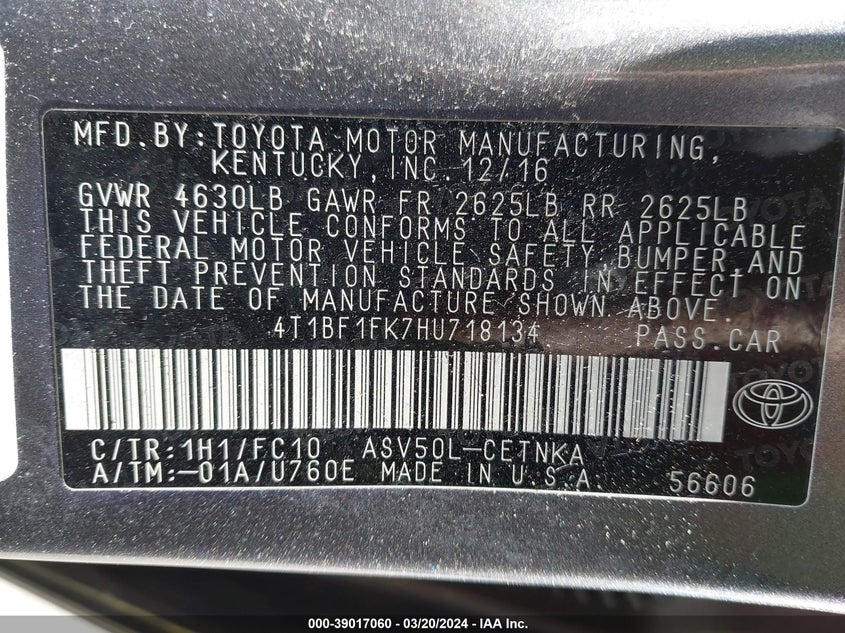 MFD.BY:TOYOTA MOTOR MANUFACTURING,
KENTUCKY,INC.12/16
GVWR 4630LB GAWR FR 2625LB RR 2625LB
THIS VEHICLE CONFORMS TO ALL APPLICABLE
FEDERAL MOTOR VEHICLE SAFETY,BUMPER,AND
THEFT PREVENTION STANDARDS IN EFFECT ON
THE DATE OF MANUFACTURE SHOWN ABOVE.
4T1BF1FK7HU718134 PASS.CAR
C/TR:1H1/FC10 ASV50L-CETNKA
A/TM:-01A/U760E MADE IN U.S.A. 56606
000-39017060 - 03/20/2024 - IAA Inc.